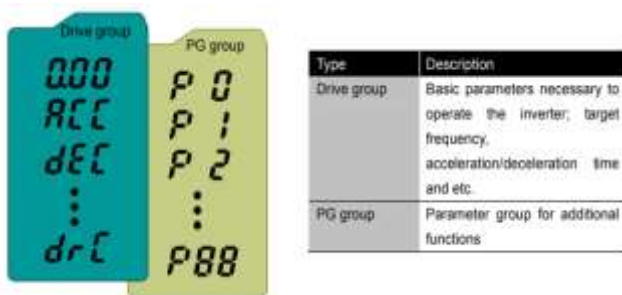 Drive group
0.00
ACC
dEC
drC
PG group
P 0
P 1
P 2
P88
Type Description
Drive group Basic parameters necessary to
operate the inverter; target
frequency,
acceleration/deceleration time
and etc.
PG group Parameter group for additional
functions